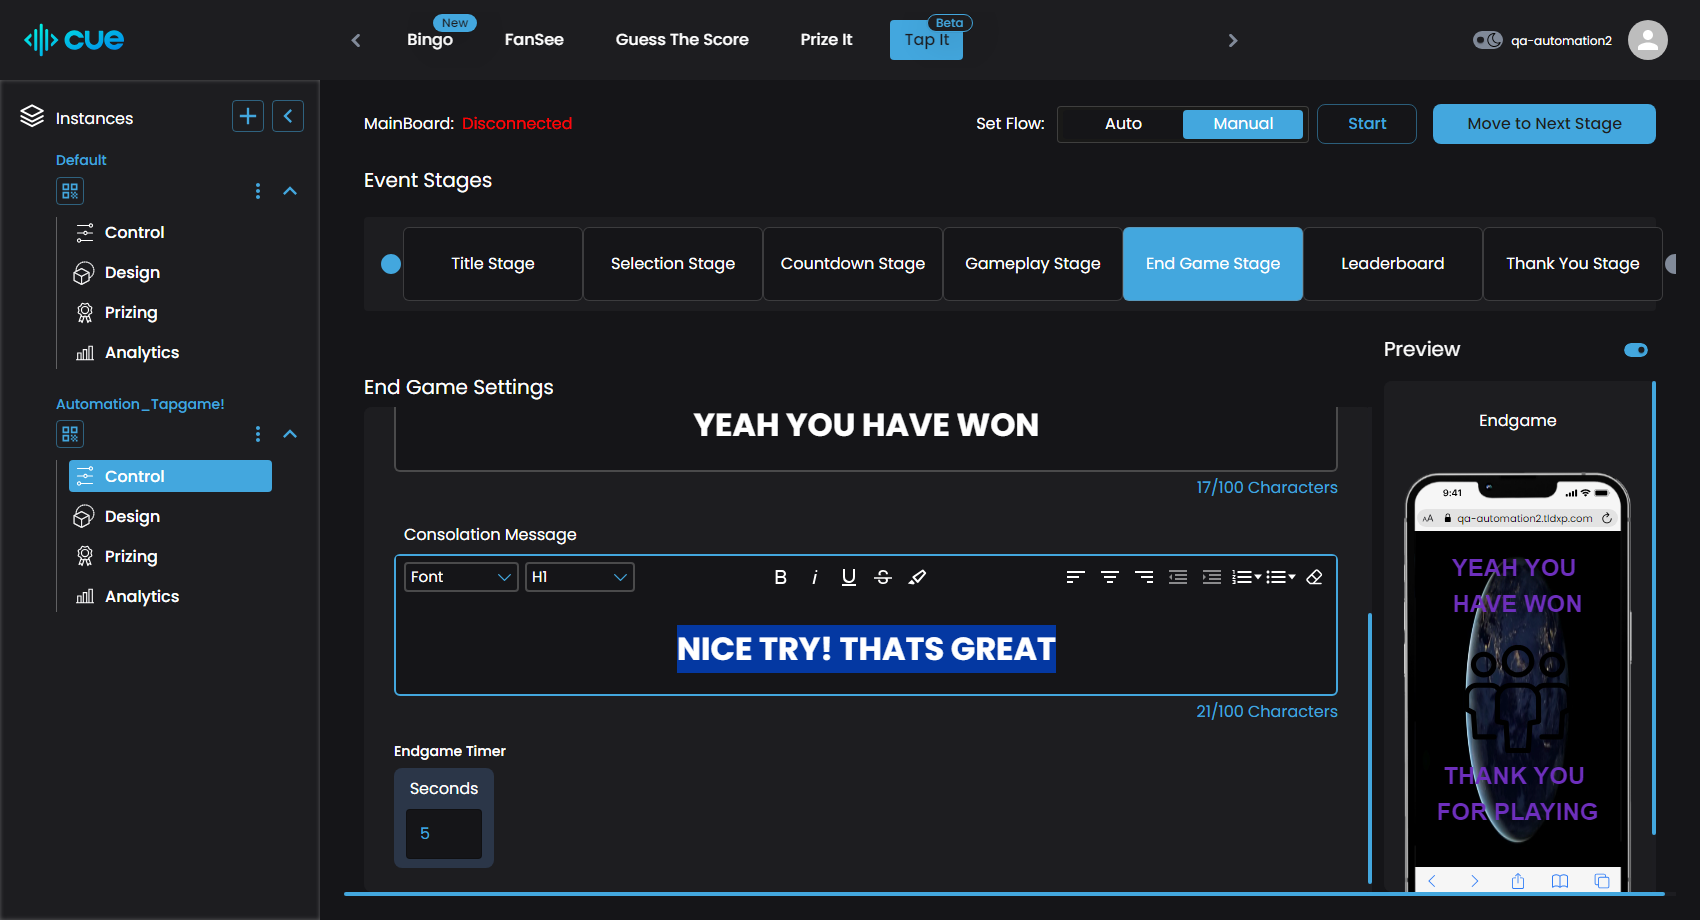 cue
Bingo
New
FanSee
Guess The Score
Prize It
Tap It
Beta
qa-automation2
Instances
Default
Control
Design
Prizing
Analytics
Automation_Tapgame!
Control
Design
Prizing
Analytics
MainBoard: Disconnected
Set Flow:
Auto
Manual
Start
Move to Next Stage
Event Stages
Title Stage
Selection Stage
Countdown Stage
Gameplay Stage
End Game Stage
Leaderboard
Thank You Stage
End Game Settings
YEAH YOU HAVE WON
17/100 Characters
Consolation Message
Font
H1
B
i
U
S
NICE TRY! THATS GREAT
21/100 Characters
Endgame Timer
Seconds
5
Preview
Endgame
9:41
AA
qa-automation2.tldxp.com
YEAH YOU
HAVE WON
THANK YOU
FOR PLAYING